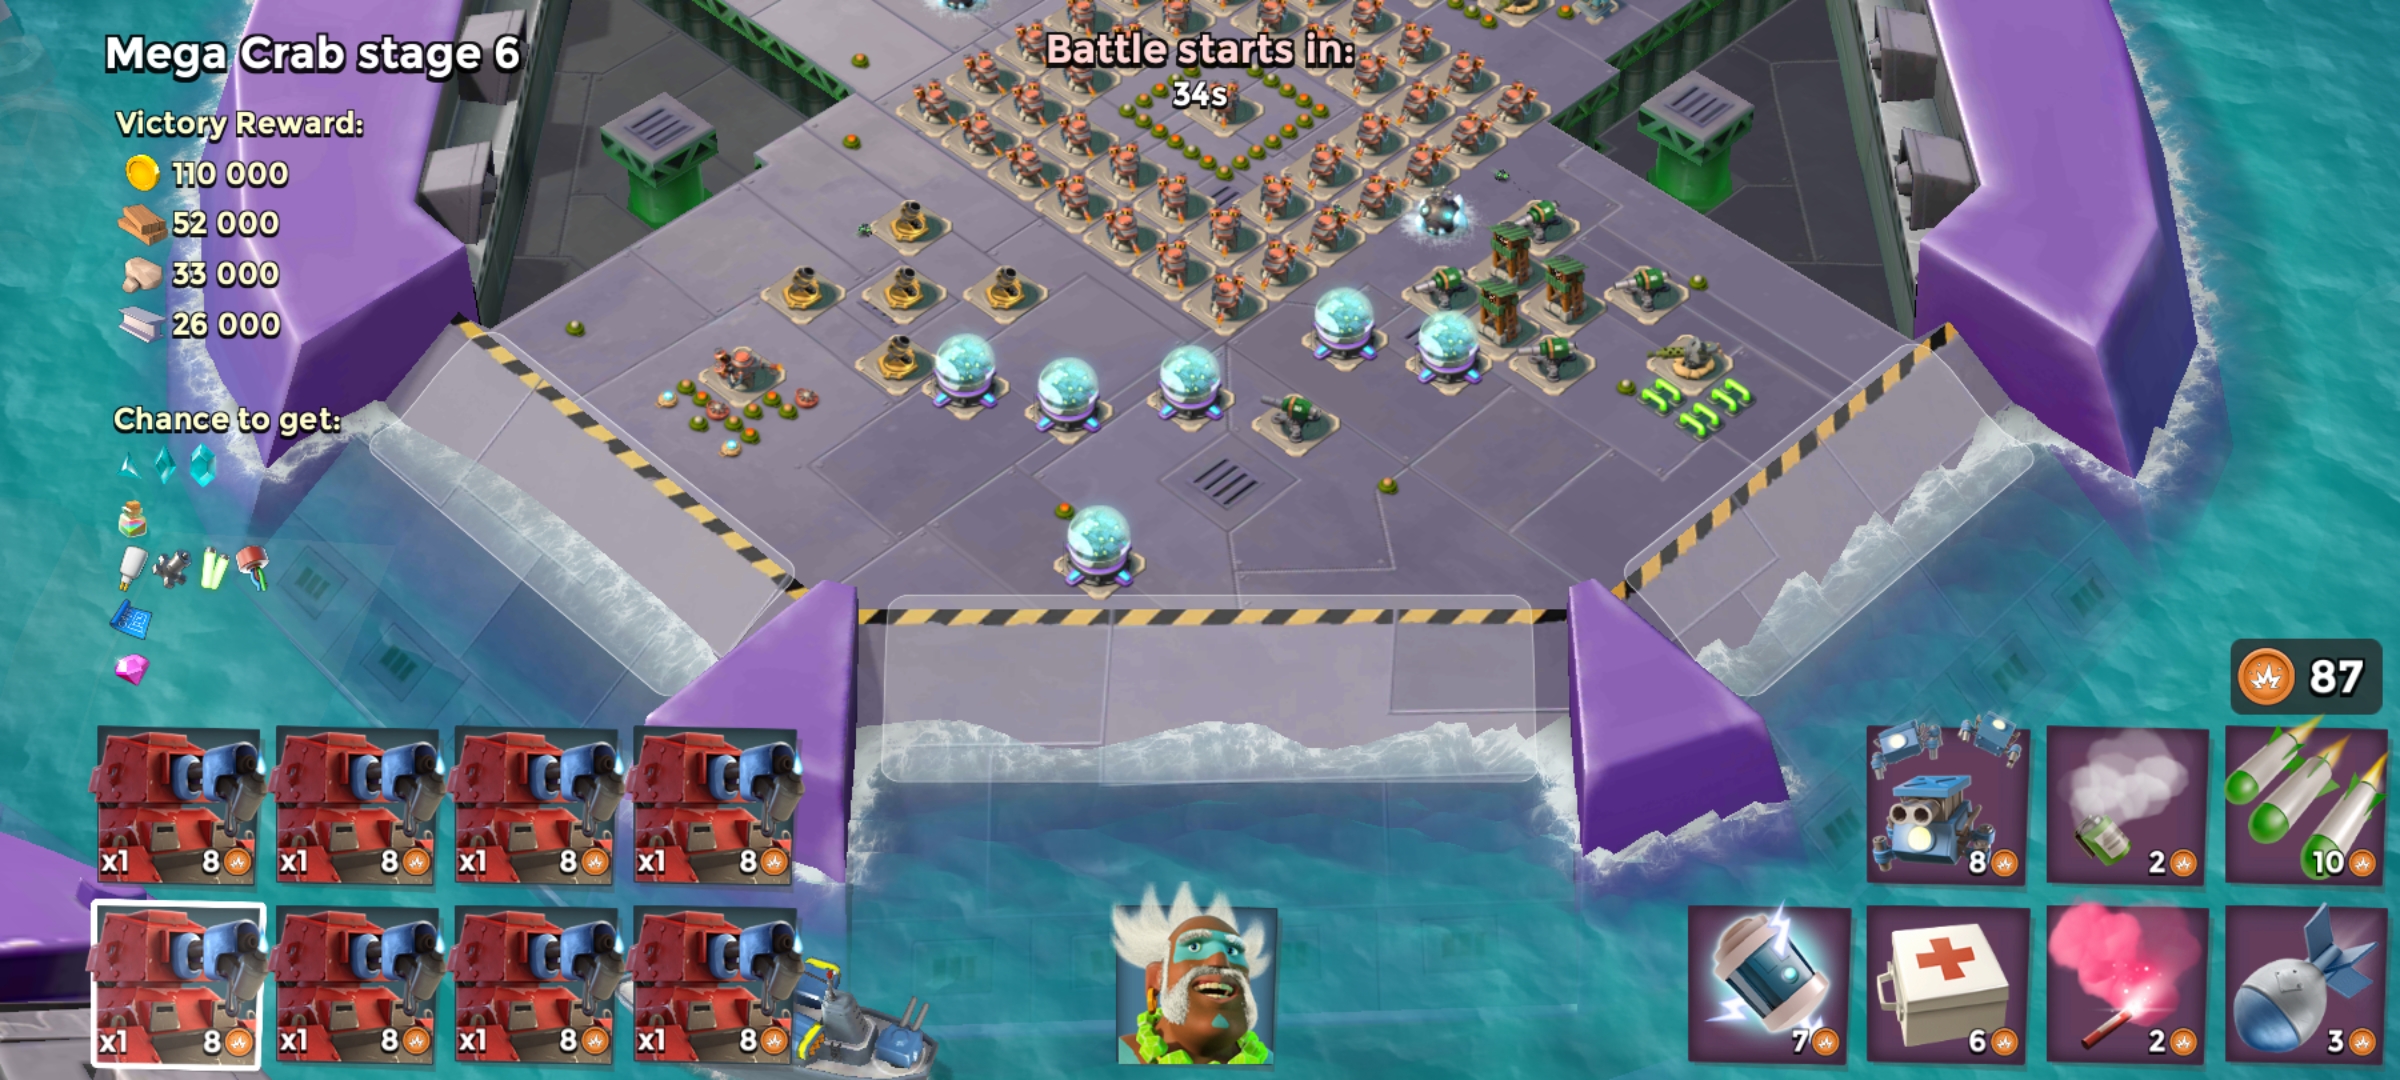 Mega Crab stage 6
Battle starts in:
34s
Victory Reward:
110 000
52 000
33 000
26 000
Chance to get:
87
x1 8
x1 8
x1 8
x1 8
8
2
10
x1 8
x1 8
x1 8
x1 8
7
6
2
3